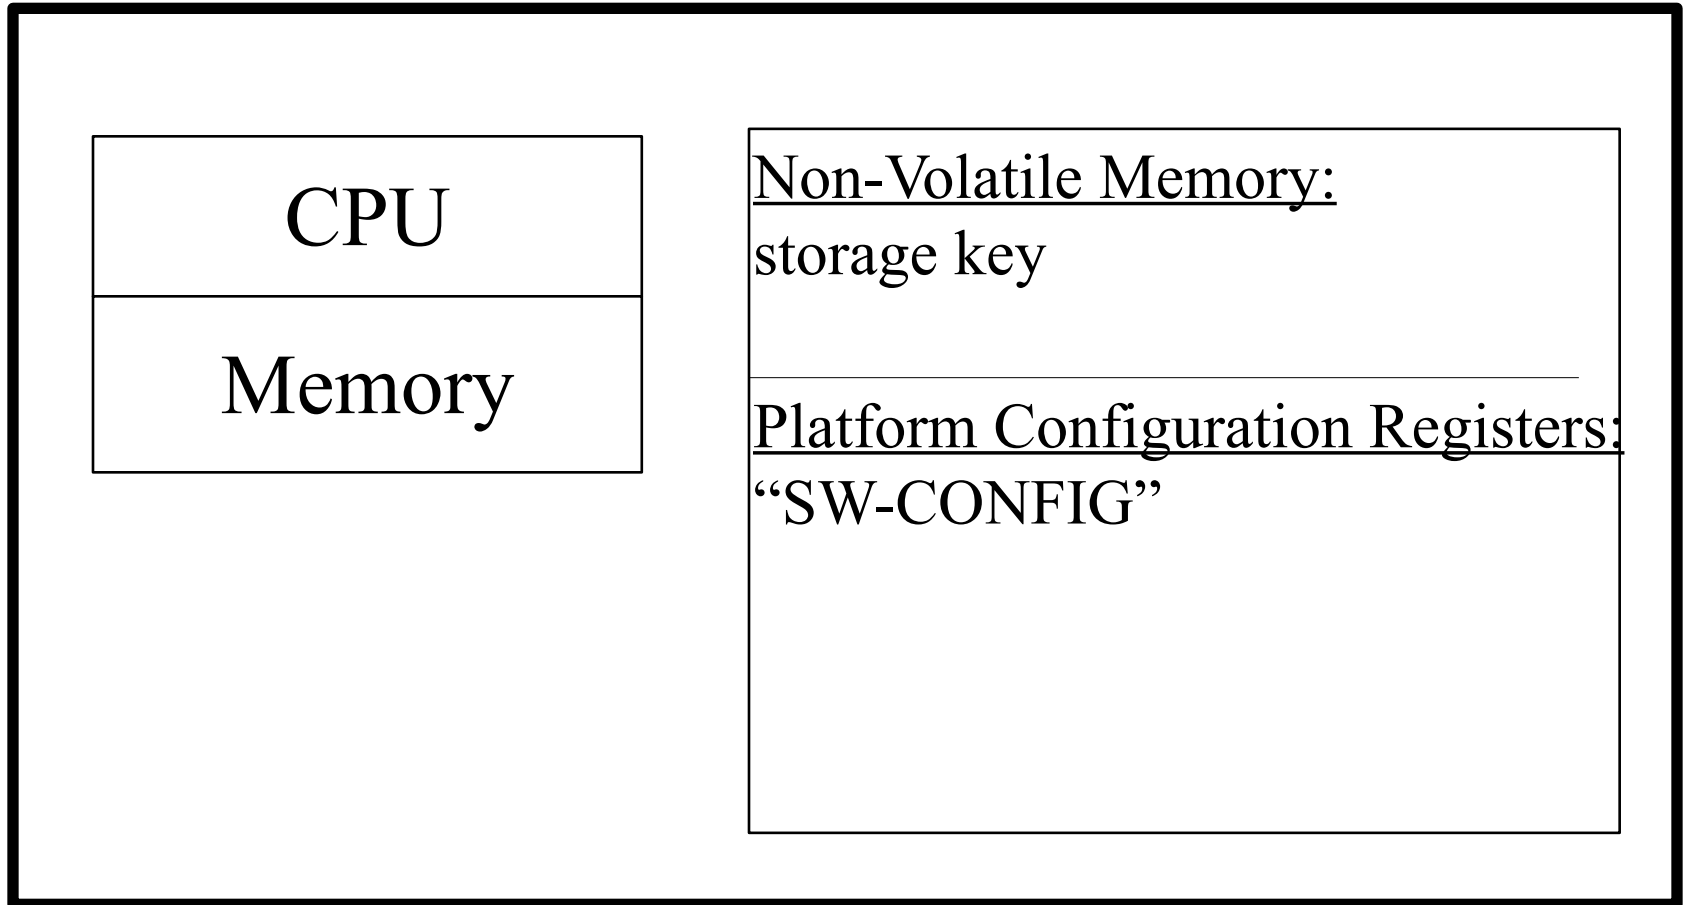 CPU
Memory
Non-Volatile Memory:
storage key
Platform Configuration Registers:
“SW-CONFIG”